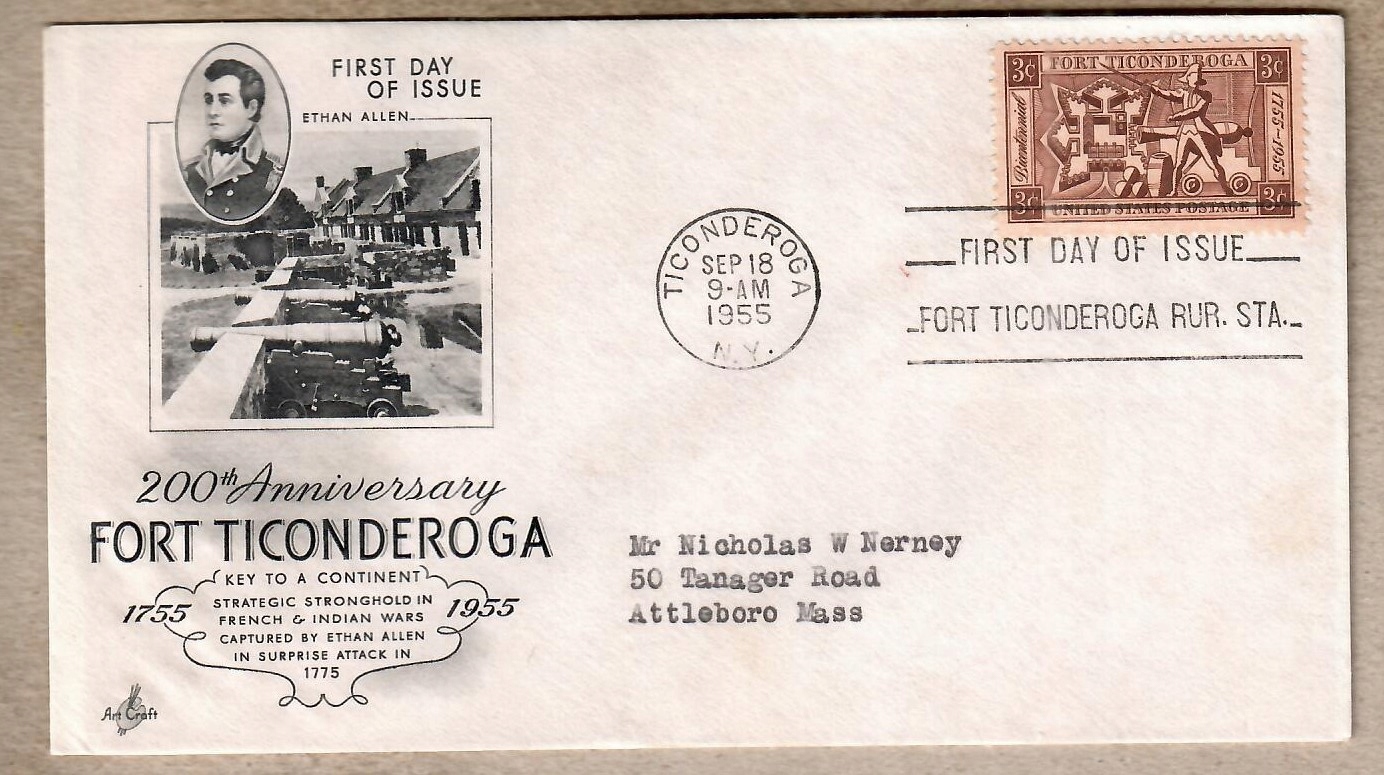 FIRST DAY
OF ISSUE
ETHAN ALLEN
200th Anniversary
FORT TICONDEROGA
KEY TO A CONTINENT
1755 1955
STRATEGIC STRONGHOLD IN
FRENCH & INDIAN WARS
CAPTURED BY ETHAN ALLEN
IN SURPRISE ATTACK IN
1775
Art Craft
TICONDEROGA
SEP 18
9-AM
1955
N.Y.
3¢ FORT TICONDEROGA 3¢
Bicentennial
1755-1955
3¢ UNITED STATES POSTAGE 3¢
FIRST DAY OF ISSUE
FORT TICONDEROGA RUR. STA.
Mr Nicholas W Nerney
50 Tanager Road
Attleboro Mass